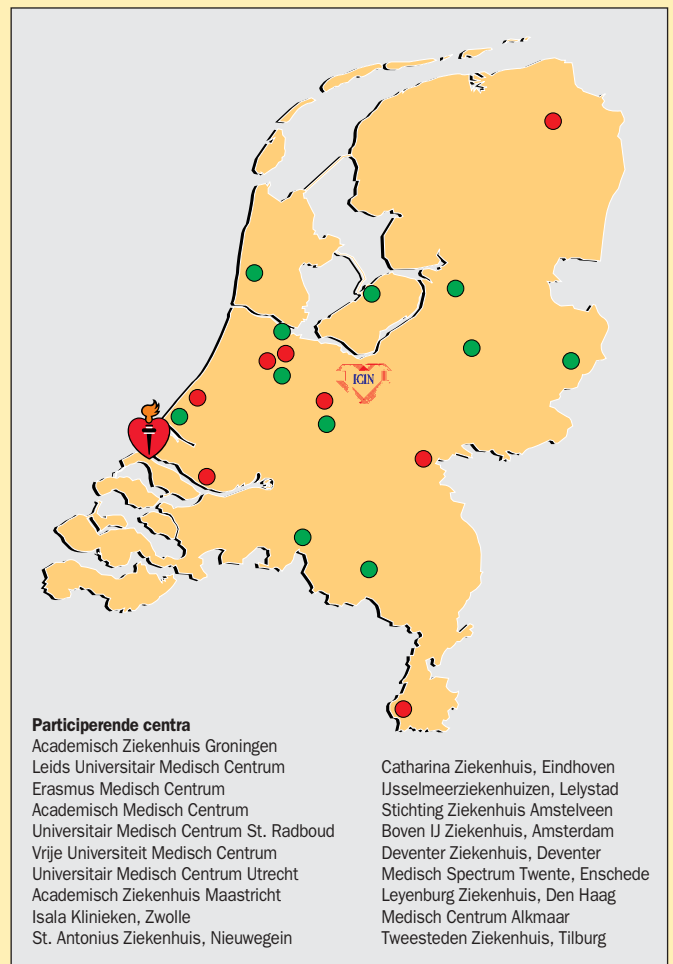 ICIN
Participerende centra
Academisch Ziekenhuis Groningen
Leids Universitair Medisch Centrum
Erasmus Medisch Centrum
Academisch Medisch Centrum
Universitair Medisch Centrum St. Radboud
Vrije Universiteit Medisch Centrum
Universitair Medisch Centrum Utrecht
Academisch Ziekenhuis Maastricht
Isala Klinieken, Zwolle
St. Antonius Ziekenhuis, Nieuwegein
Catharina Ziekenhuis, Eindhoven
IJsselmeerziekenhuizen, Lelystad
Stichting Ziekenhuis Amstelveen
Boven IJ Ziekenhuis, Amsterdam
Deventer Ziekenhuis, Deventer
Medisch Spectrum Twente, Enschede
Leyenburg Ziekenhuis, Den Haag
Medisch Centrum Alkmaar
Tweesteden Ziekenhuis, Tilburg